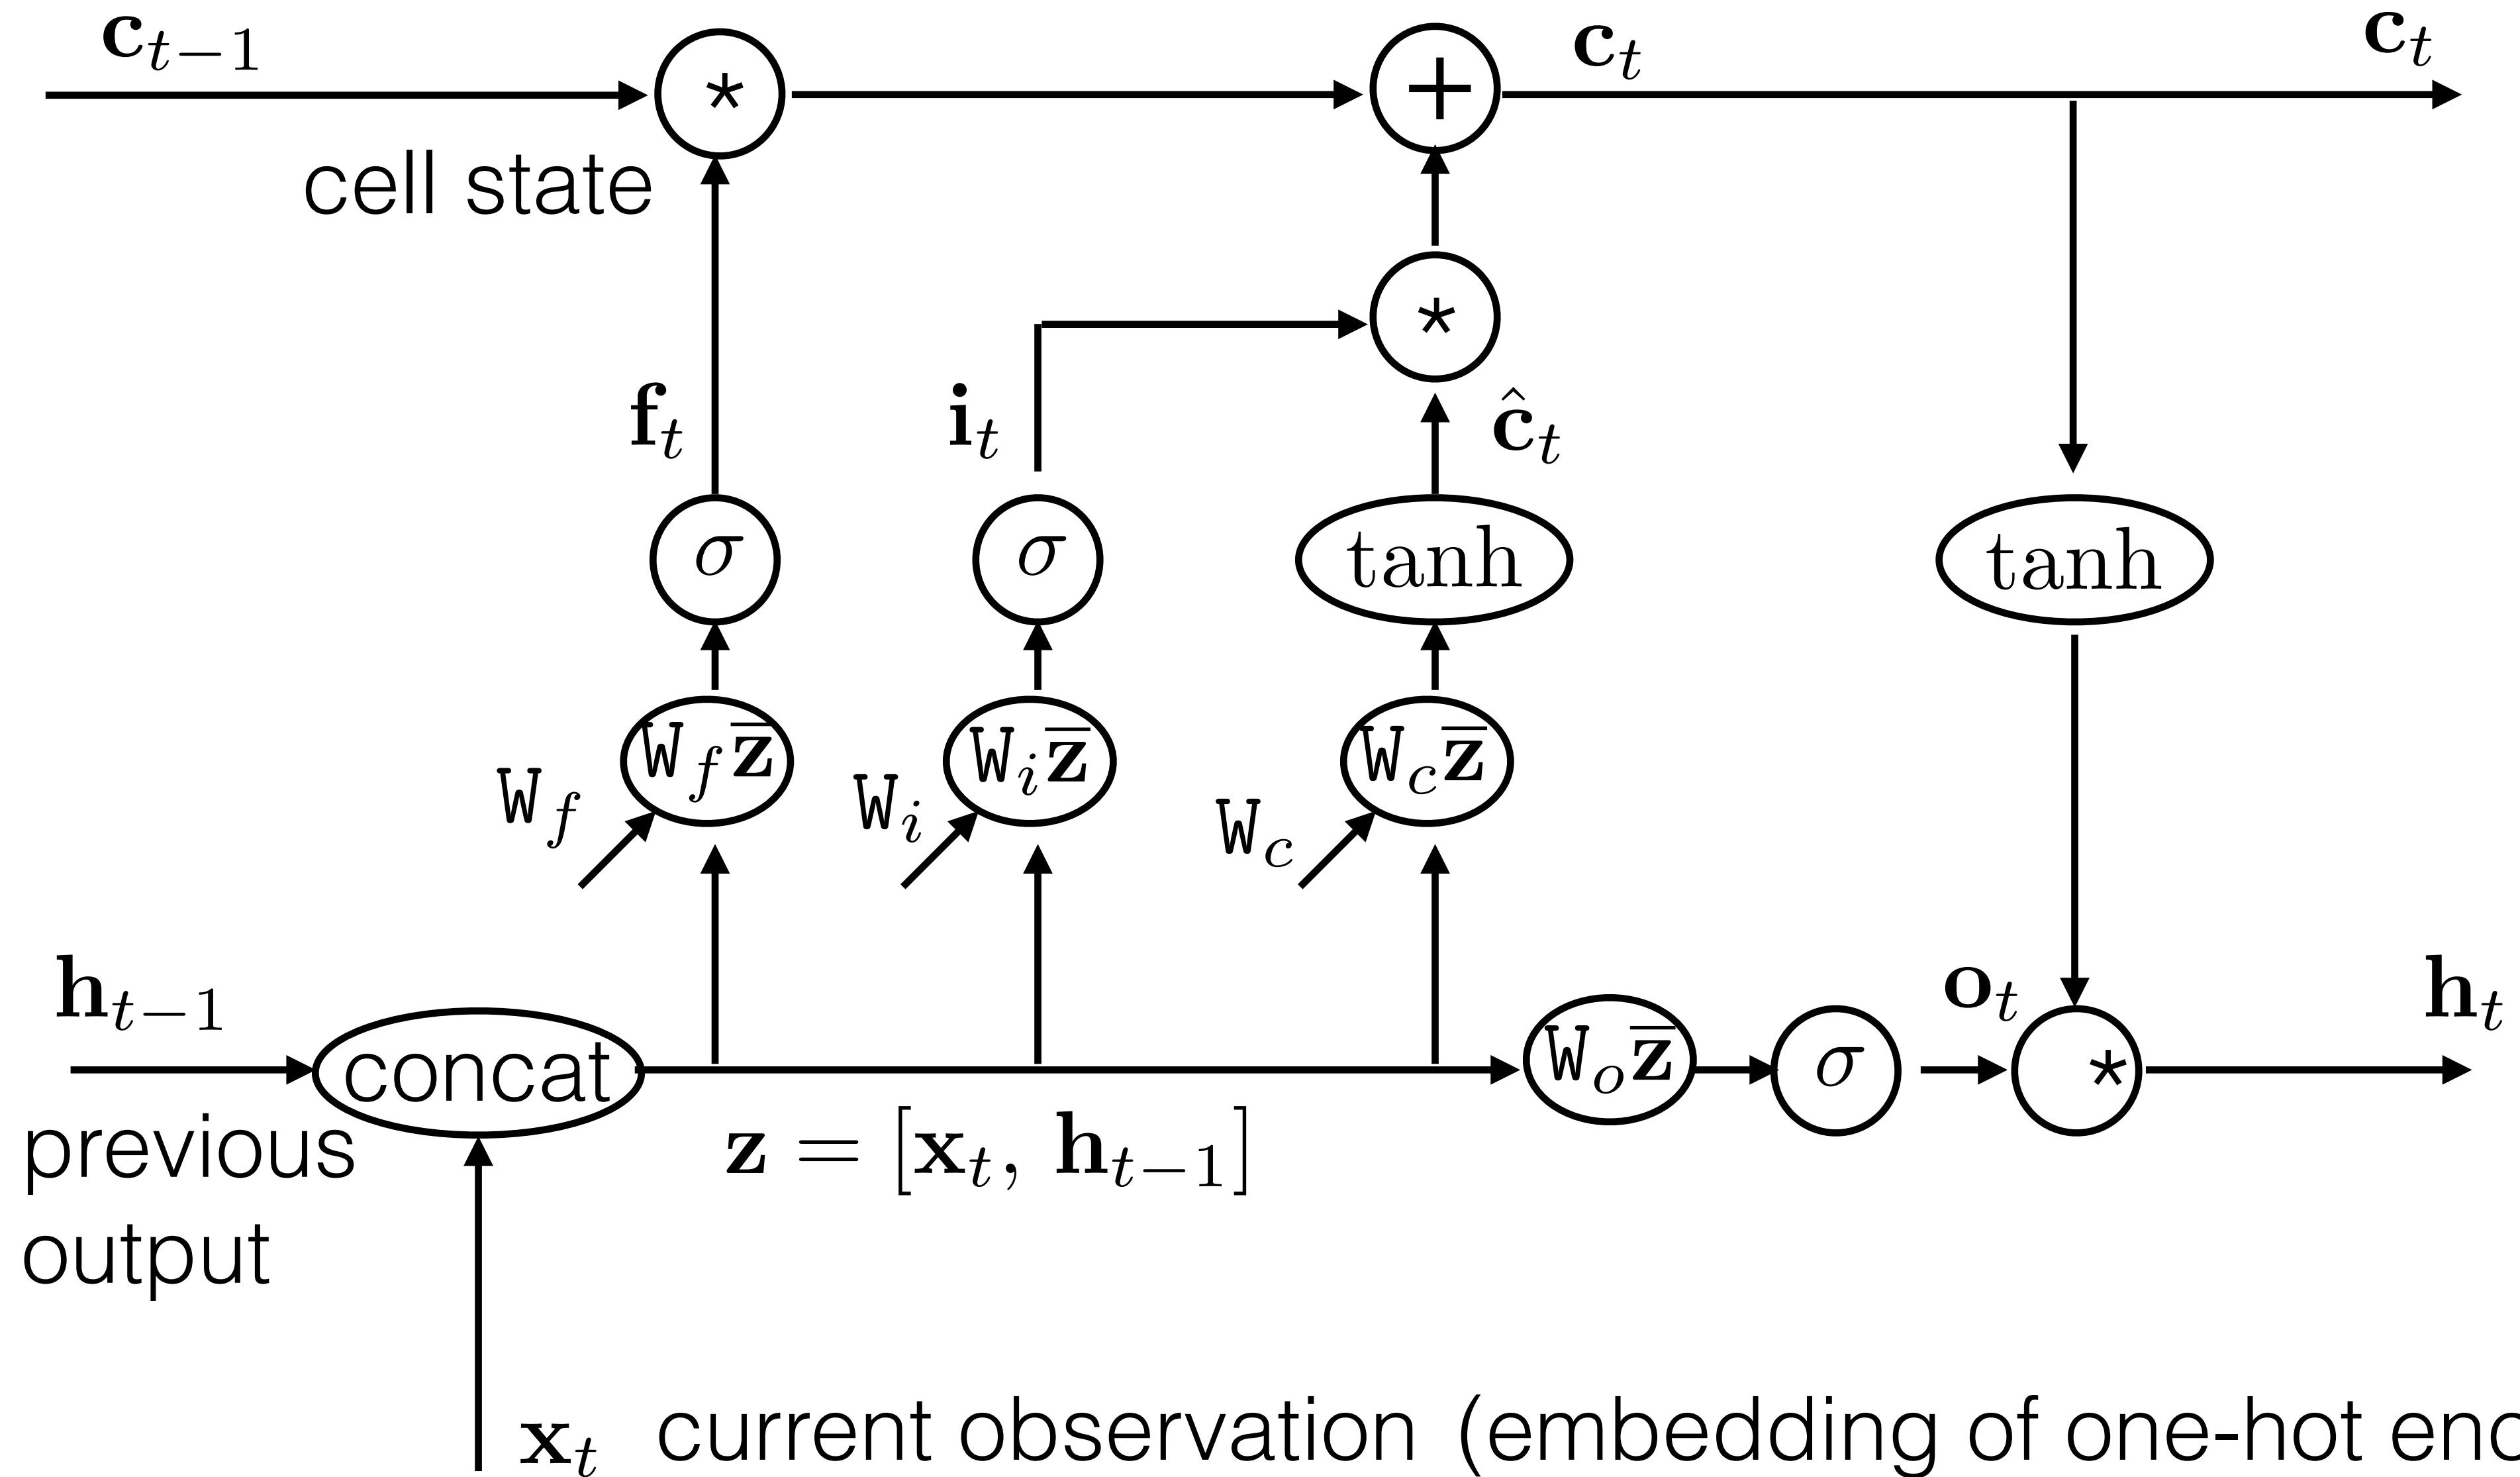 c_{t−1}
∗
+
c_t
c_t
cell state
∗
f_t
i_t
ĉ_t
σ
σ
tanh
tanh
W_f z̅
W_i z̅
W_c z̅
W_f
W_i
W_c
h_{t−1}
concat
W_o z̅
σ
o_t
∗
h_t
previous
output
z = [x_t, h_{t−1}]
x_t current observation (embedding of one-hot